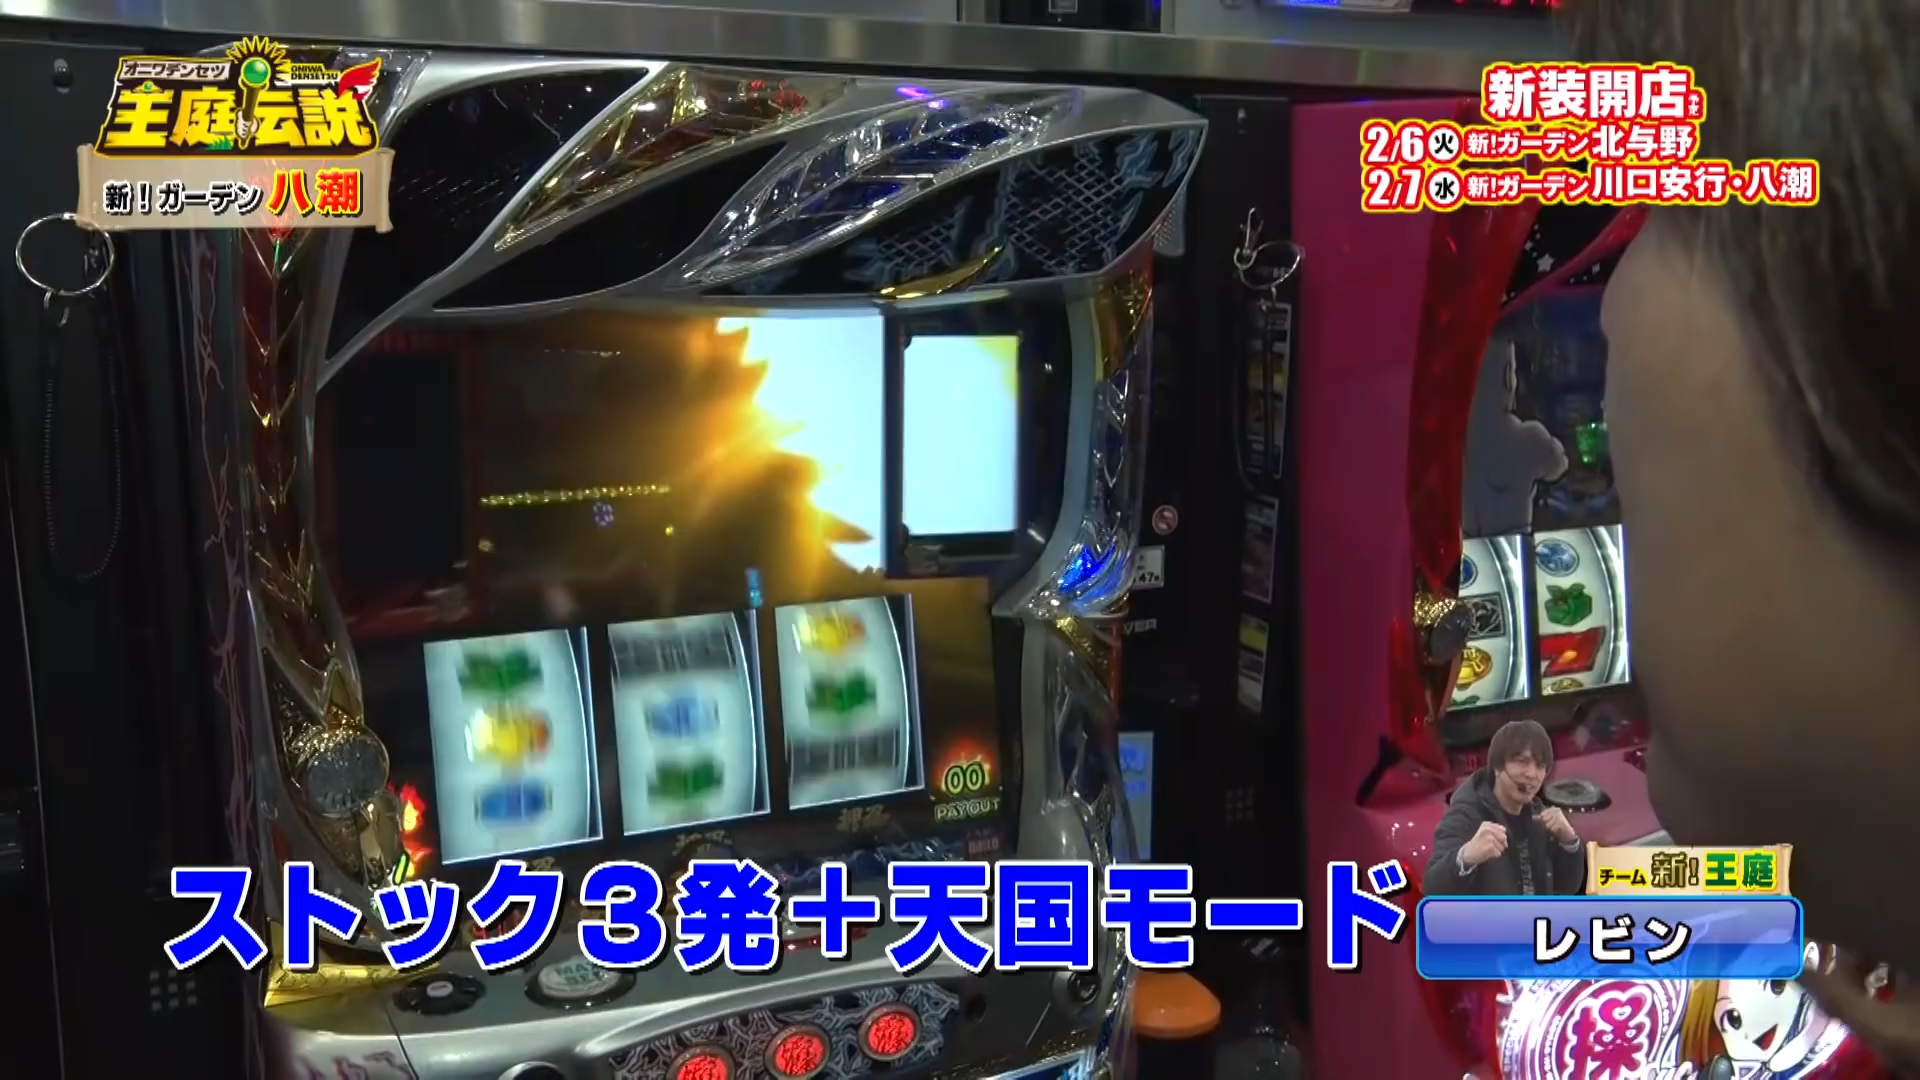 オニワデンセツ
ONIWA DENSETSU
王庭伝説
新!ガーデン 八潮
新装開店
2/6火 新!ガーデン北与野
2/7水 新!ガーデン川口安行・八潮
00
PAYOUT
ストック3発+天国モード
チーム 新!王庭
レビン
操